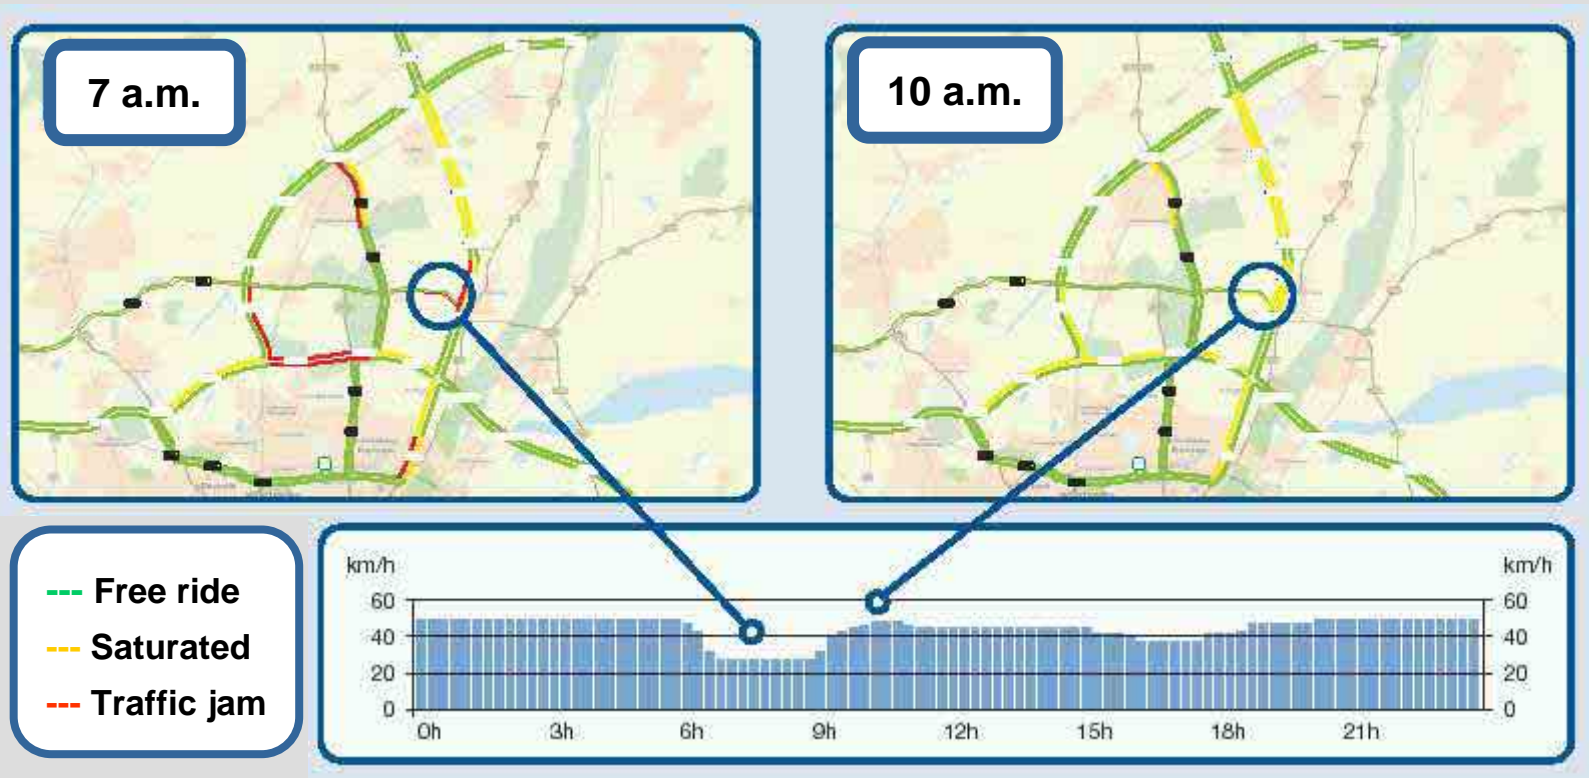 7 a.m.
10 a.m.
--- Free ride
--- Saturated
--- Traffic jam
km/h
km/h
60
60
40
40
20
20
0
0
0h
3h
6h
9h
12h
15h
18h
21h